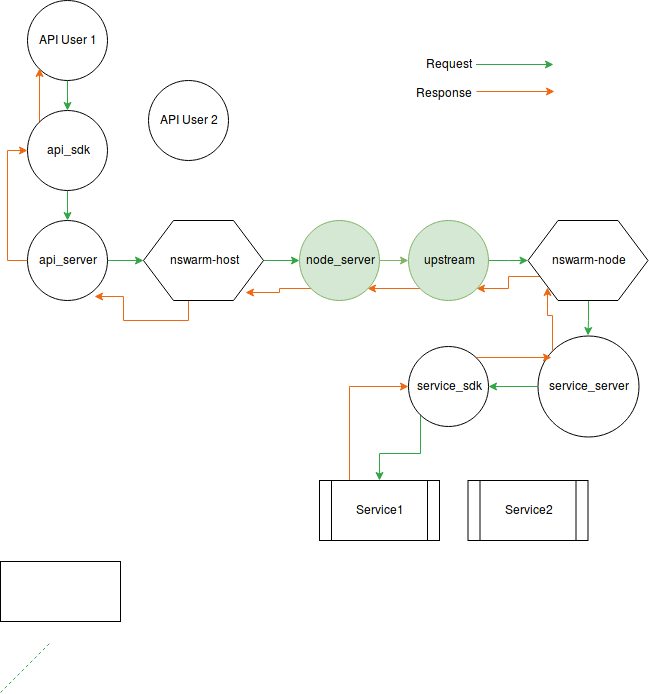 API User 1
Request
Response
API User 2
api_sdk
api_server
nswarm-host
node_server
upstream
nswarm-node
service_sdk
service_server
Service1
Service2